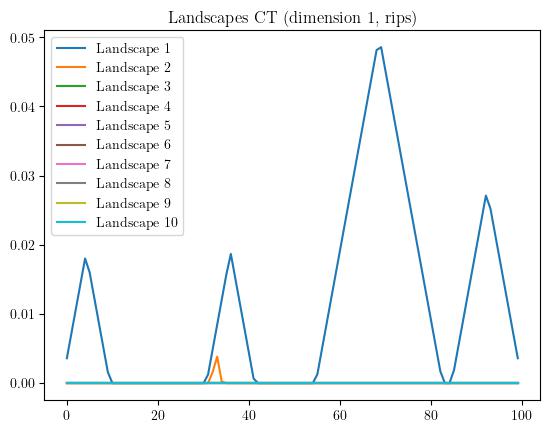 Landscapes CT (dimension 1, rips)
0.05
0.04
0.03
0.02
0.01
0.00
Landscape 1
Landscape 2
Landscape 3
Landscape 4
Landscape 5
Landscape 6
Landscape 7
Landscape 8
Landscape 9
Landscape 10
0 20 40 60 80 100